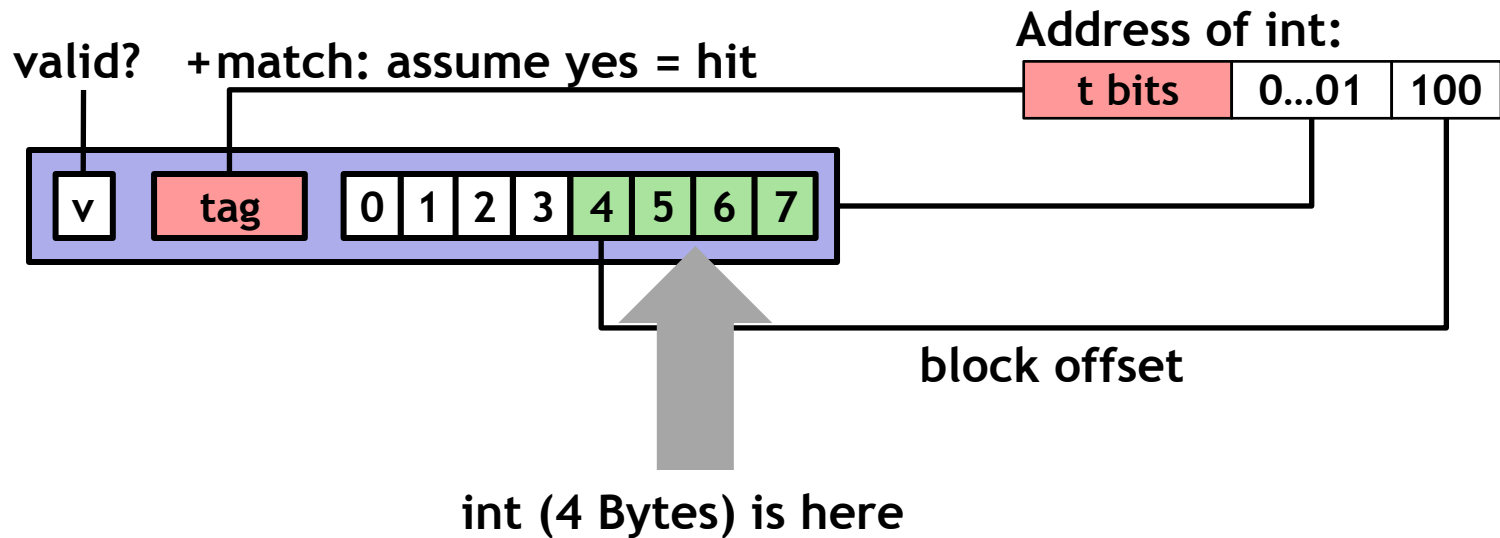 Address of int:
valid? +match: assume yes = hit
t bits 0...01 100
v tag 0 1 2 3 4 5 6 7
block offset
int (4 Bytes) is here